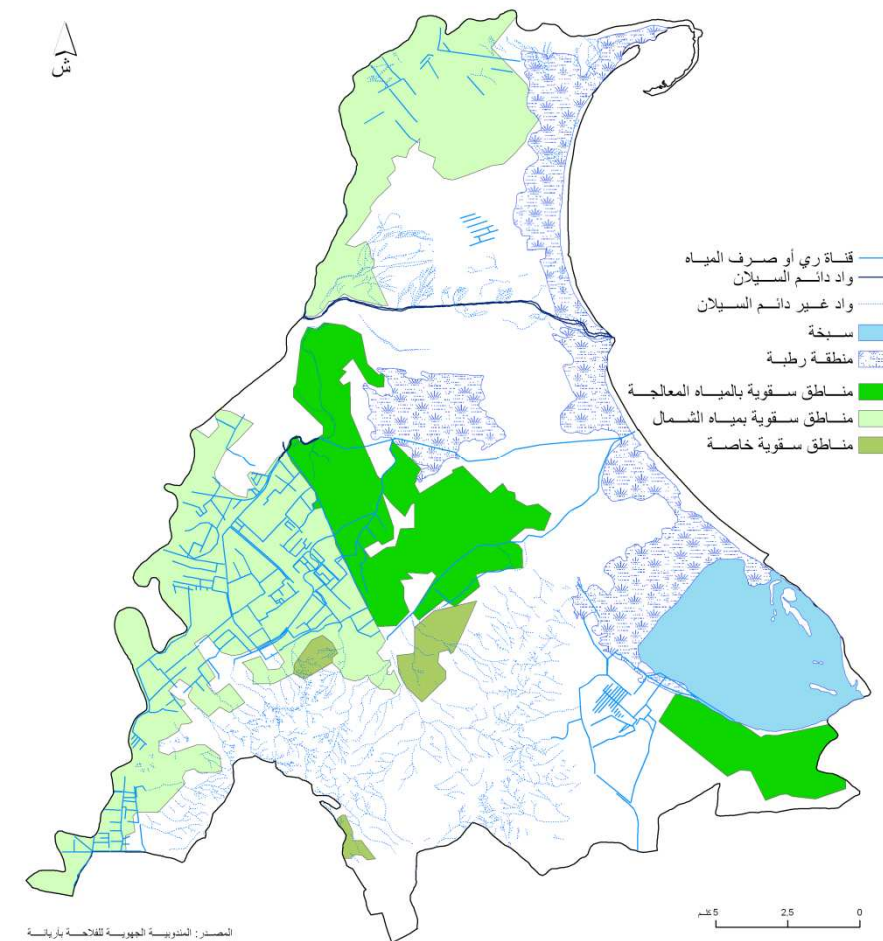 ش
قناة ري أو صرف المياه
واد دائم السيلان
واد غير دائم السيلان
سبخة
منطقة رطبة
مناطق سقوية بالمياه المعالجة
مناطق سقوية بمياه الشمال
مناطق سقوية خاصة
5 كلم 2,5 0
المصدر: المندوبية الجهوية للفلاحة بأريانة